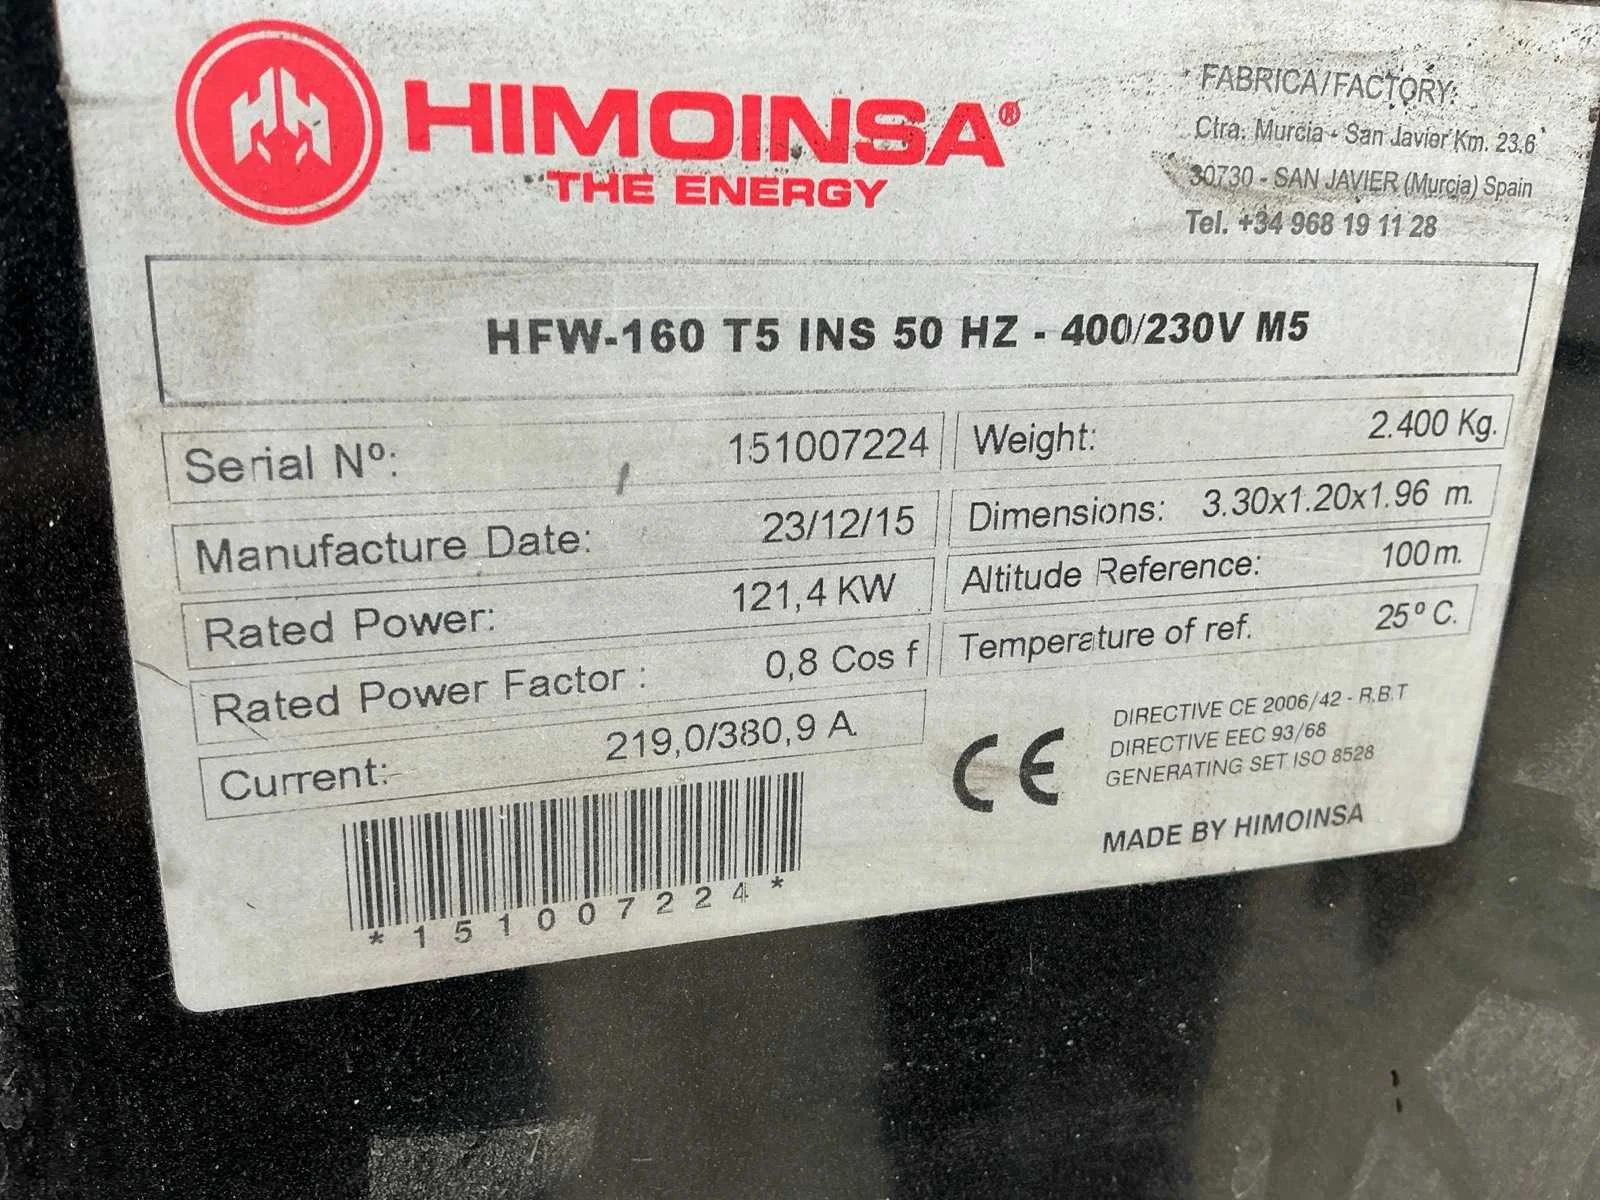 HIMOINSA®
THE ENERGY
FABRICA/FACTORY:
Ctra. Murcia - San Javier Km. 23.6
30730 - SAN JAVIER (Murcia) Spain
Tel. +34 968 19 11 28
HFW-160 T5 INS 50 HZ - 400/230V M5
Serial Nº: 151007224
Manufacture Date: 23/12/15
Rated Power: 121,4 KW
Rated Power Factor : 0,8 Cos f
Current: 219,0/380,9 A
Weight: 2.400 Kg.
Dimensions: 3.30x1.20x1.96 m.
Altitude Reference: 100 m.
Temperature of ref. 25º C.
*151007224*
CE
DIRECTIVE CE 2006/42 - R.B.T
DIRECTIVE EEC 93/68
GENERATING SET ISO 8528
MADE BY HIMOINSA